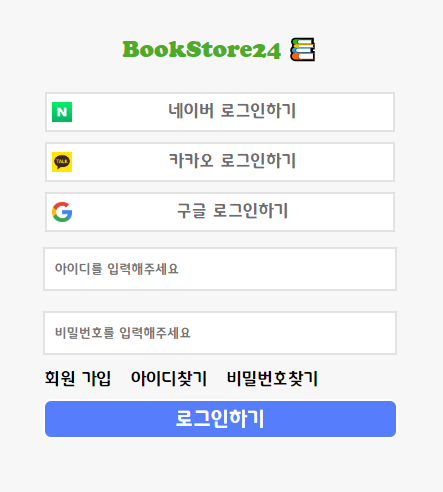 BookStore24
네이버 로그인하기
TALK
카카오 로그인하기
구글 로그인하기
아이디를 입력해주세요
비밀번호를 입력해주세요
회원 가입 아이디찾기 비밀번호찾기
로그인하기